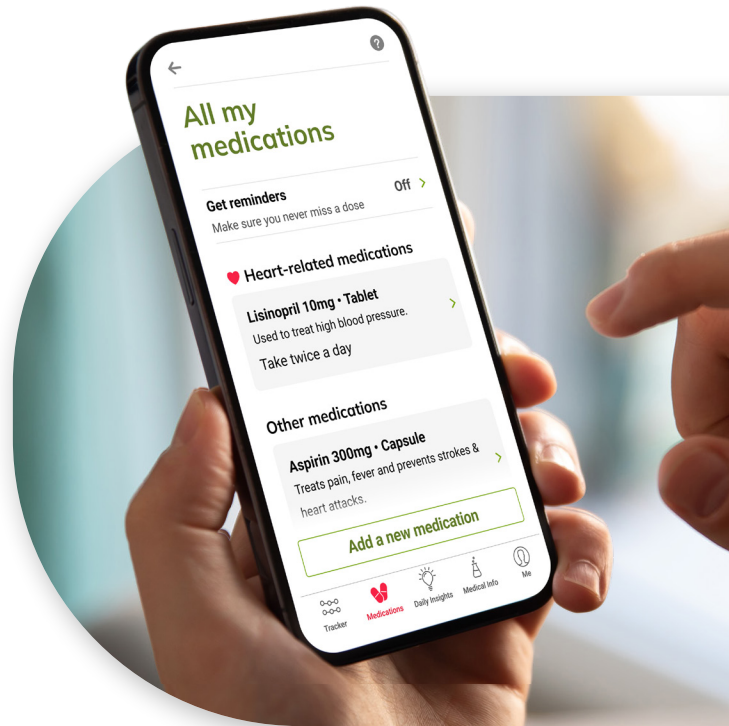 All my
medications
Get reminders
Off
Make sure you never miss a dose
Heart-related medications
Lisinopril 10mg • Tablet
Used to treat high blood pressure.
Take twice a day
Other medications
Aspirin 300mg • Capsule
Treats pain, fever and prevents strokes &
heart attacks.
Add a new medication
Tracker
Medications
Daily Insights
Medical Info
Me